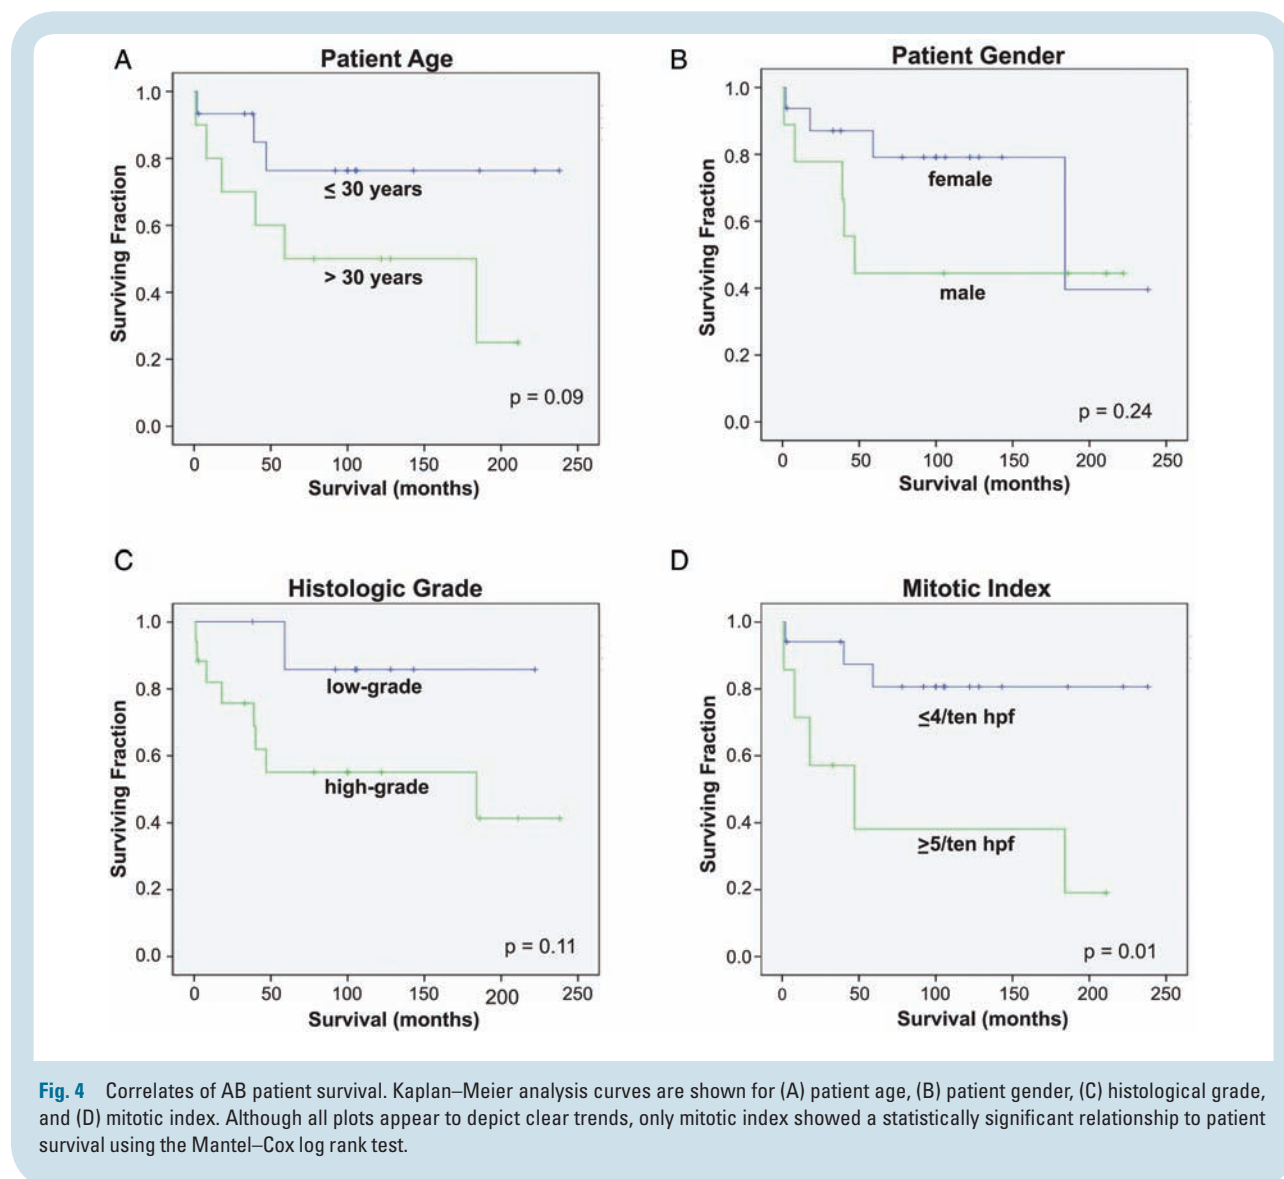 A
Patient Age
1.0
0.8
0.6
0.4
0.2
0.0
Surviving Fraction
≤ 30 years
> 30 years
p = 0.09
0 50 100 150 200 250
Survival (months)
B
Patient Gender
1.0
0.8
0.6
0.4
0.2
0.0
Surviving Fraction
female
male
p = 0.24
0 50 100 150 200 250
Survival (months)
C
Histologic Grade
1.0
0.8
0.6
0.4
0.2
0.0
Surviving Fraction
low-grade
high-grade
p = 0.11
0 50 100 150 200 250
Survival (months)
D
Mitotic Index
1.0
0.8
0.6
0.4
0.2
0.0
Surviving Fraction
≤4/ten hpf
≥5/ten hpf
p = 0.01
0 50 100 150 200 250
Survival (months)
Fig. 4 Correlates of AB patient survival. Kaplan–Meier analysis curves are shown for (A) patient age, (B) patient gender, (C) histological grade,
and (D) mitotic index. Although all plots appear to depict clear trends, only mitotic index showed a statistically significant relationship to patient
survival using the Mantel–Cox log rank test.